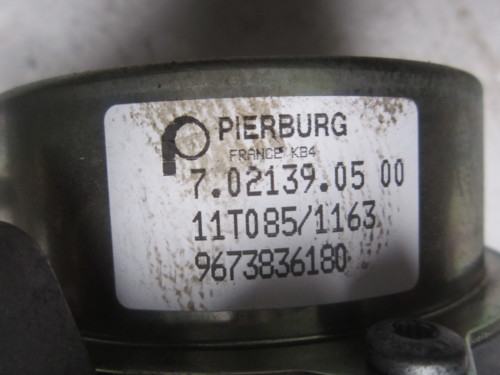 PIERBURG
FRANCE KB4
7.02139.05 00
11T085/1163
9673836180